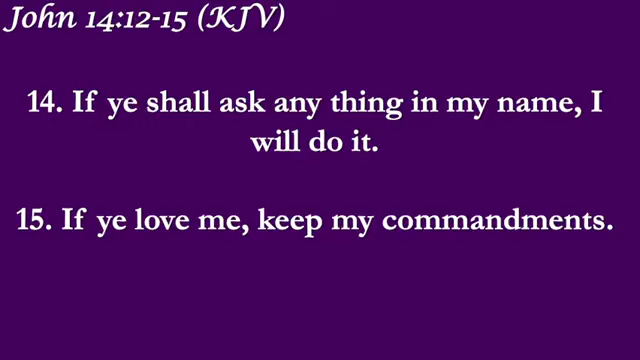 John 14:12-15 (KJV)
14. If ye shall ask any thing in my name, I
will do it.
15. If ye love me, keep my commandments.